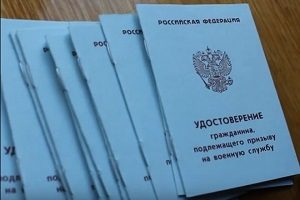 РОССИЙСКАЯ ФЕДЕРАЦИЯ
УДОСТОВЕРЕНИЕ
гражданина,
подлежащего призыву
на военную службу